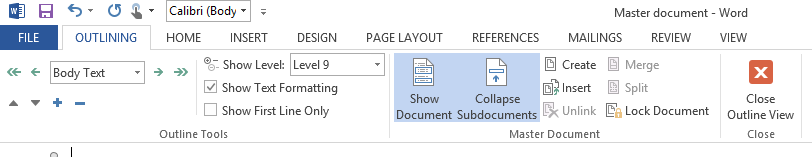 Calibri (Body
Master document - Word
FILE OUTLINING HOME INSERT DESIGN PAGE LAYOUT REFERENCES MAILINGS REVIEW VIEW
Body Text
Show Level: Level 9
Show Text Formatting
Show First Line Only
Outline Tools
Show Document
Collapse Subdocuments
Create
Insert
Unlink
Merge
Split
Lock Document
Master Document
Close Outline View
Close